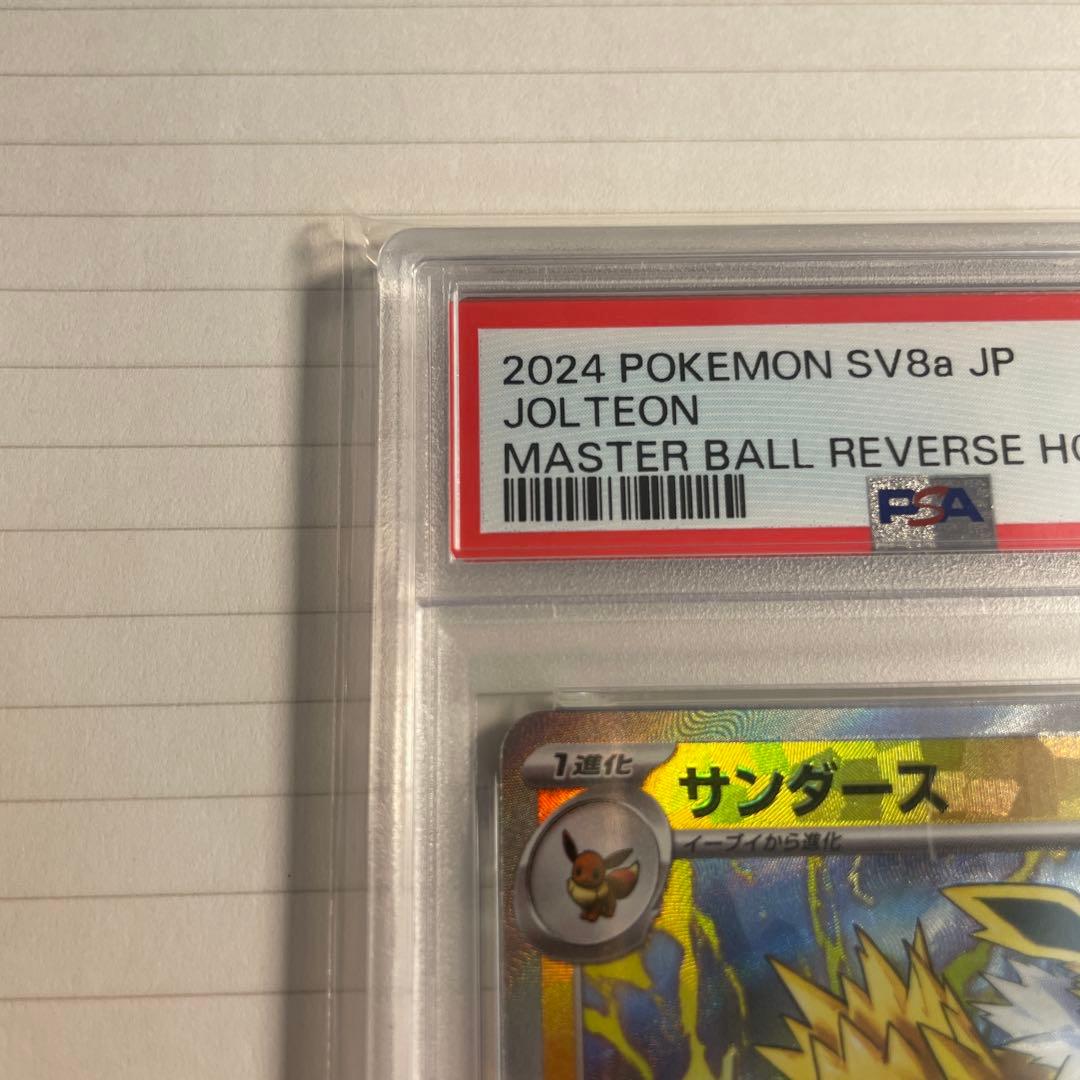 2024 POKEMON SV8a JP
JOLTEON
MASTER BALL REVERSE
PSA
1進化
サンダース
イーブイから進化